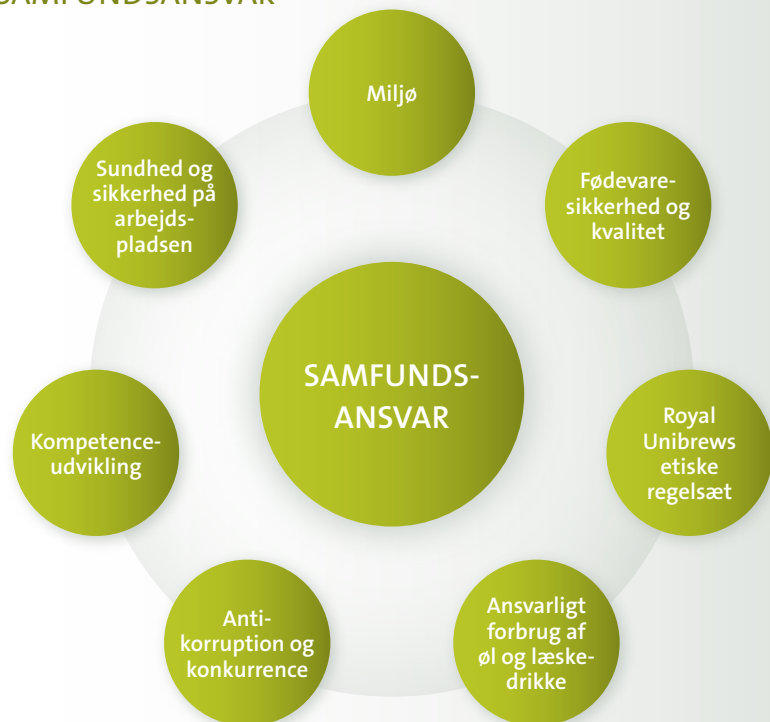 SAMFUNDSANSVAR
Miljø
Fødevare-
sikkerhed og
kvalitet
Royal
Unibrews
etiske
regelsæt
Ansvarligt
forbrug af
øl og læske-
drikke
Anti-
korruption og
konkurrence
Kompetence-
udvikling
Sundhed og
sikkerhed på
arbejds-
pladsen
SAMFUNDS-
ANSVAR